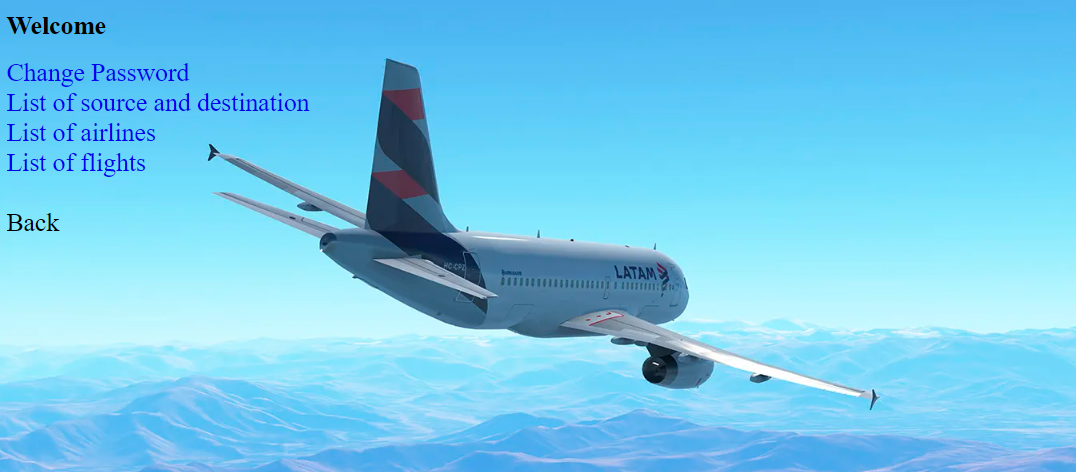 Welcome
Change Password
List of source and destination
List of airlines
List of flights
Back
LATAM